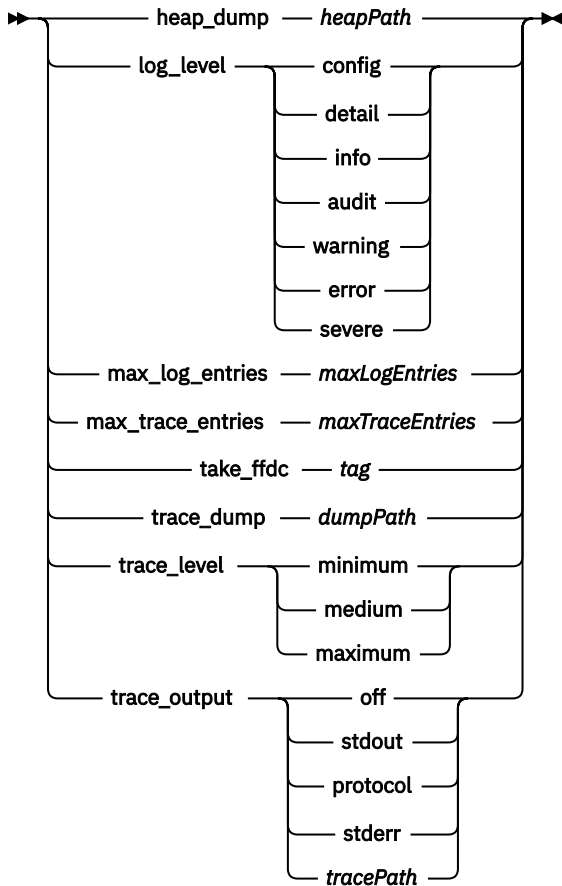 heap_dump heapPath
log_level config
detail
info
audit
warning
error
severe
max_log_entries maxLogEntries
max_trace_entries maxTraceEntries
take_ffdc tag
trace_dump dumpPath
trace_level minimum
medium
maximum
trace_output off
stdout
protocol
stderr
tracePath